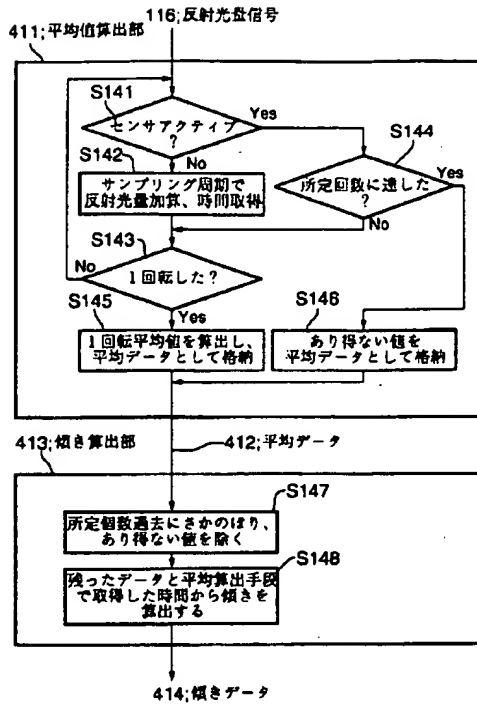 116;反射光量信号
411;平均値算出部
S141
センサアクティブ
?
Yes
No
S142
サンプリング周期で
反射光量加算、時間取得
S144
所定回数に達した
?
Yes
No
S143
1回転した?
No
Yes
S145
1回転平均値を算出し、
平均データとして格納
S146
あり得ない値を
平均データとして格納
413;傾き算出部
412;平均データ
S147
所定個数過去にさかのぼり、
あり得ない値を除く
S148
残ったデータと平均算出手段
で取得した時間から傾きを
算出する
414;傾きデータ